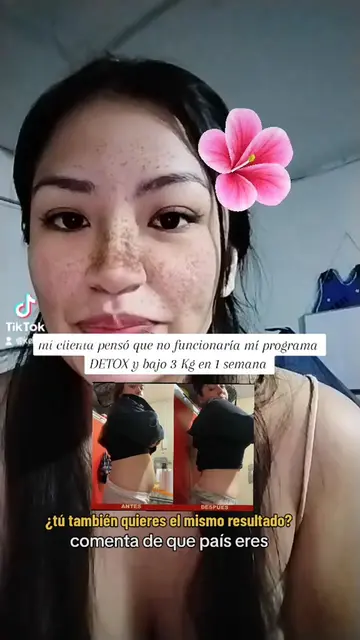 TikTok
mi clienta pensó que no funcionaría mi programa
DETOX y bajo 3 Kg en 1 semana
ANTES
DESPUES
¿tú también quieres el mismo resultado?
comenta de que país eres